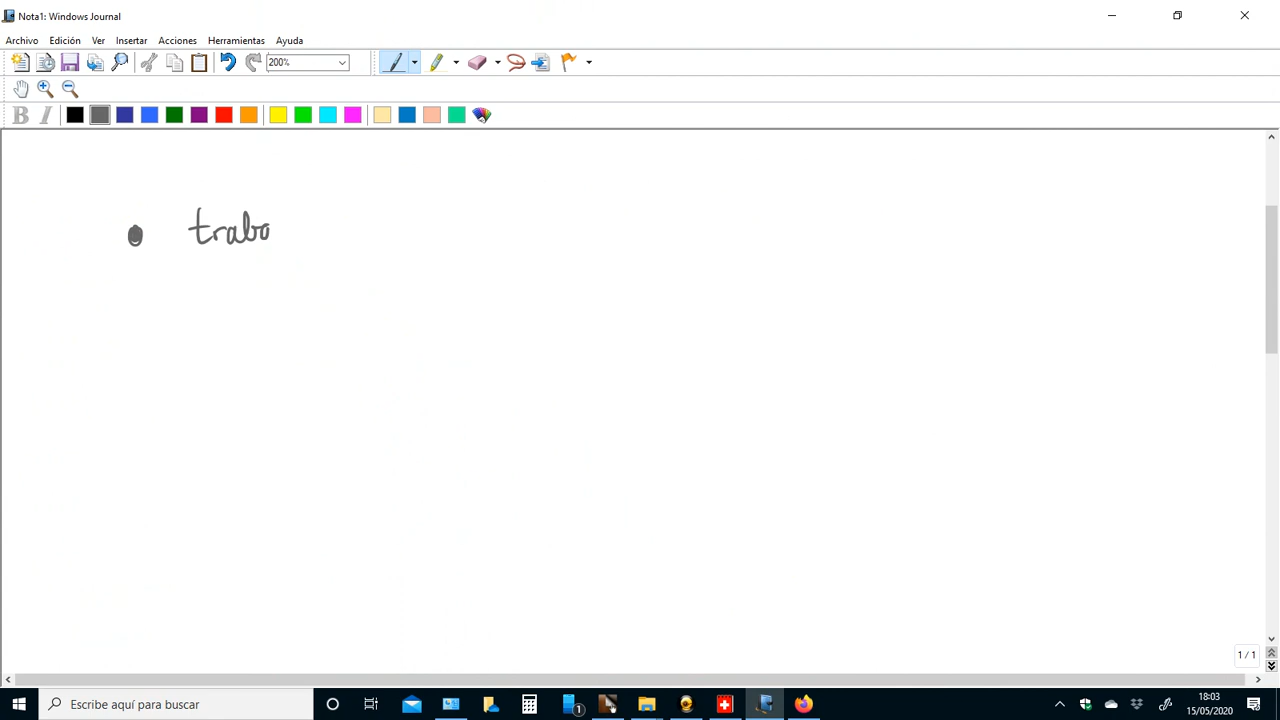 Nota1: Windows Journal
Archivo Edición Ver Insertar Acciones Herramientas Ayuda
200%
B I
• trabo
1 / 1
Escribe aquí para buscar
1
18:03
15/05/2020